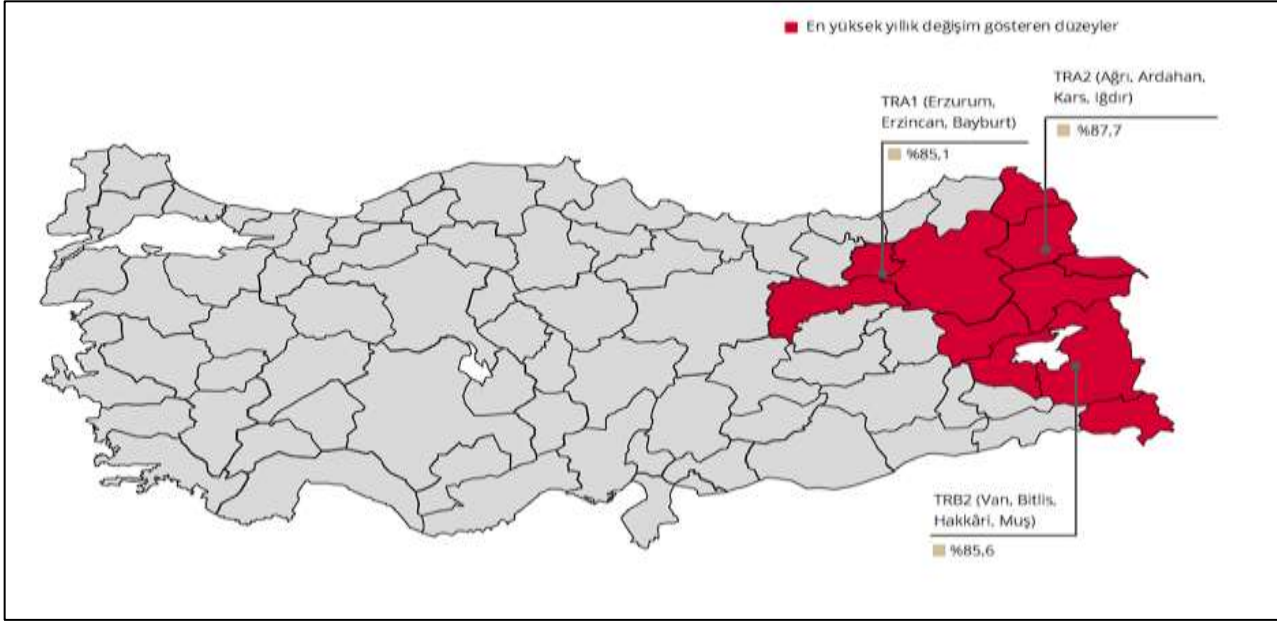 En yüksek yıllık değişim gösteren düzeyler
TRA2 (Ağrı, Ardahan,
Kars, Iğdır)
%87,7
TRA1 (Erzurum,
Erzincan, Bayburt)
%85,1
TRB2 (Van, Bitlis,
Hakkâri, Muş)
%85,6